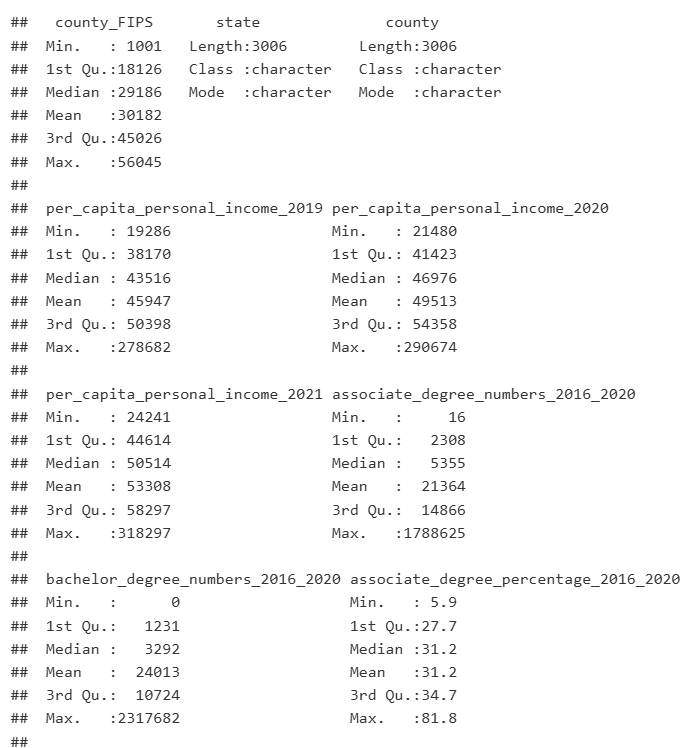 ##   county_FIPS       state              county
##  Min.   : 1001   Length:3006        Length:3006
##  1st Qu.:18126   Class :character   Class :character
##  Median :29186   Mode  :character   Mode  :character
##  Mean   :30182
##  3rd Qu.:45026
##  Max.   :56045
##
##  per_capita_personal_income_2019 per_capita_personal_income_2020
##  Min.   : 19286                  Min.   : 21480
##  1st Qu.: 38170                  1st Qu.: 41423
##  Median : 43516                  Median : 46976
##  Mean   : 45947                  Mean   : 49513
##  3rd Qu.: 50398                  3rd Qu.: 54358
##  Max.   :278682                  Max.   :290674
##
##  per_capita_personal_income_2021 associate_degree_numbers_2016_2020
##  Min.   : 24241                  Min.   :     16
##  1st Qu.: 44614                  1st Qu.:   2308
##  Median : 50514                  Median :   5355
##  Mean   : 53308                  Mean   :  21364
##  3rd Qu.: 58297                  3rd Qu.:  14866
##  Max.   :318297                  Max.   :1788625
##
##  bachelor_degree_numbers_2016_2020 associate_degree_percentage_2016_2020
##  Min.   :      0                   Min.   : 5.9
##  1st Qu.:   1231                   1st Qu.:27.7
##  Median :   3292                   Median :31.2
##  Mean   :  24013                   Mean   :31.2
##  3rd Qu.:  10724                   3rd Qu.:34.7
##  Max.   :2317682                   Max.   :81.8
##